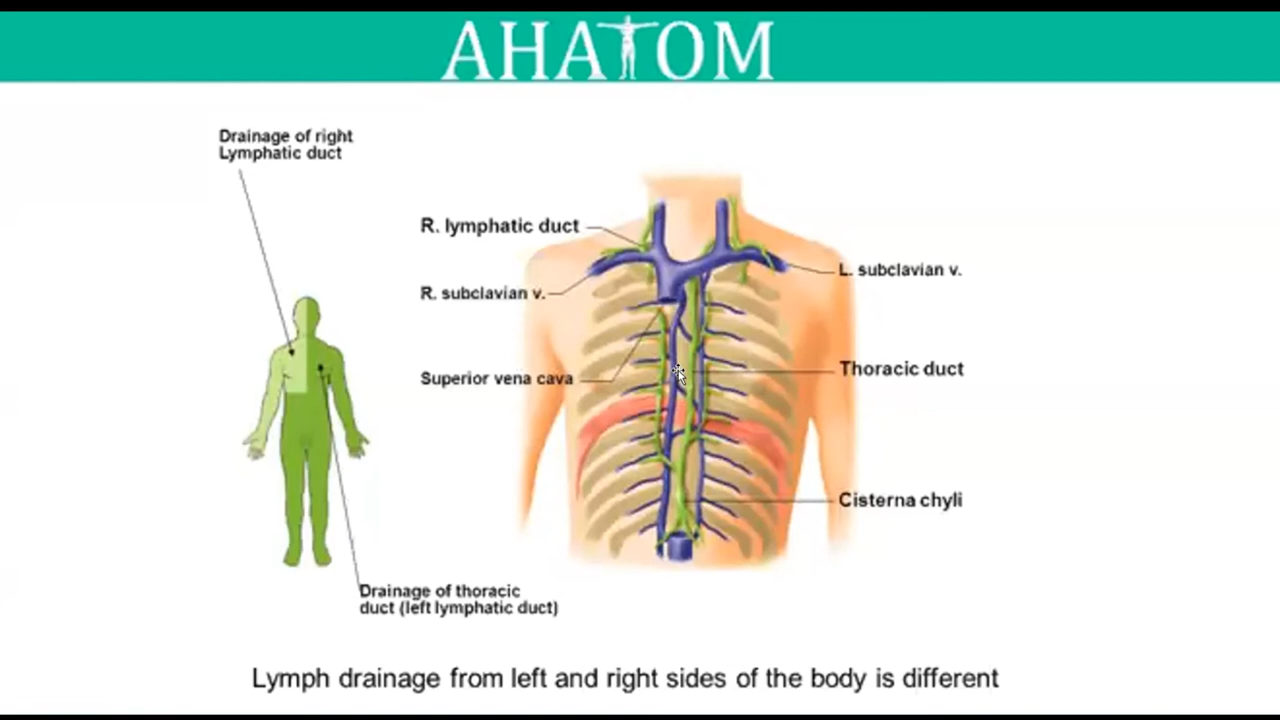 AHATOM
Drainage of right
Lymphatic duct
R. lymphatic duct
L. subclavian v.
R. subclavian v.
Thoracic duct
Superior vena cava
Cisterna chyli
Drainage of thoracic
duct (left lymphatic duct)
Lymph drainage from left and right sides of the body is different